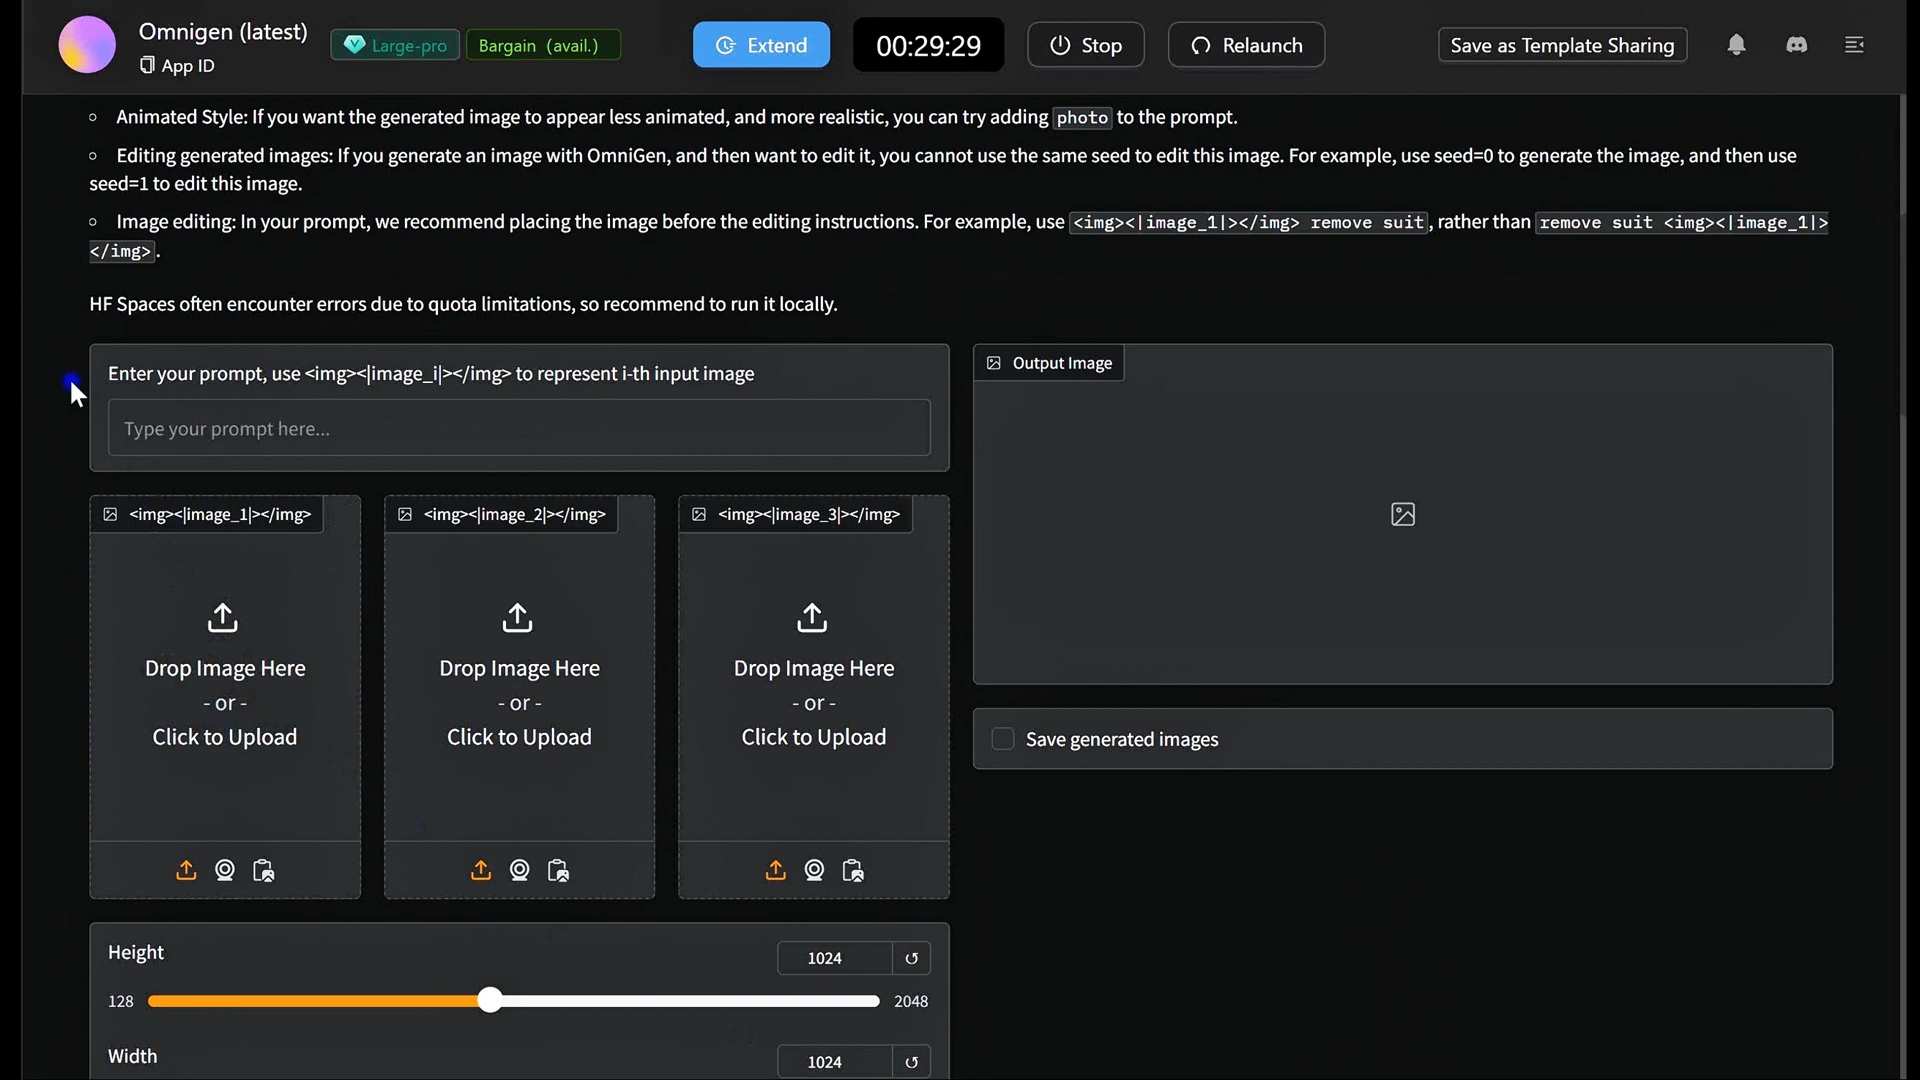 Omnigen (latest)
App ID
Large-pro
Bargain (avail.)
Extend
00:29:29
Stop
Relaunch
Save as Template Sharing
Animated Style: If you want the generated image to appear less animated, and more realistic, you can try adding photo to the prompt.
Editing generated images: If you generate an image with OmniGen, and then want to edit it, you cannot use the same seed to edit this image. For example, use seed=0 to generate the image, and then use
seed=1 to edit this image.
Image editing: In your prompt, we recommend placing the image before the editing instructions. For example, use <img><|image_1|></img> remove suit, rather than remove suit <img><|image_1|>
</img>.
HF Spaces often encounter errors due to quota limitations, so recommend to run it locally.
Enter your prompt, use <img><|image_i|></img> to represent i-th input image
Type your prompt here...
Output Image
<img><|image_1|></img>
<img><|image_2|></img>
<img><|image_3|></img>
Drop Image Here
- or -
Click to Upload
Drop Image Here
- or -
Click to Upload
Drop Image Here
- or -
Click to Upload
Save generated images
Height
1024
128
2048
Width
1024